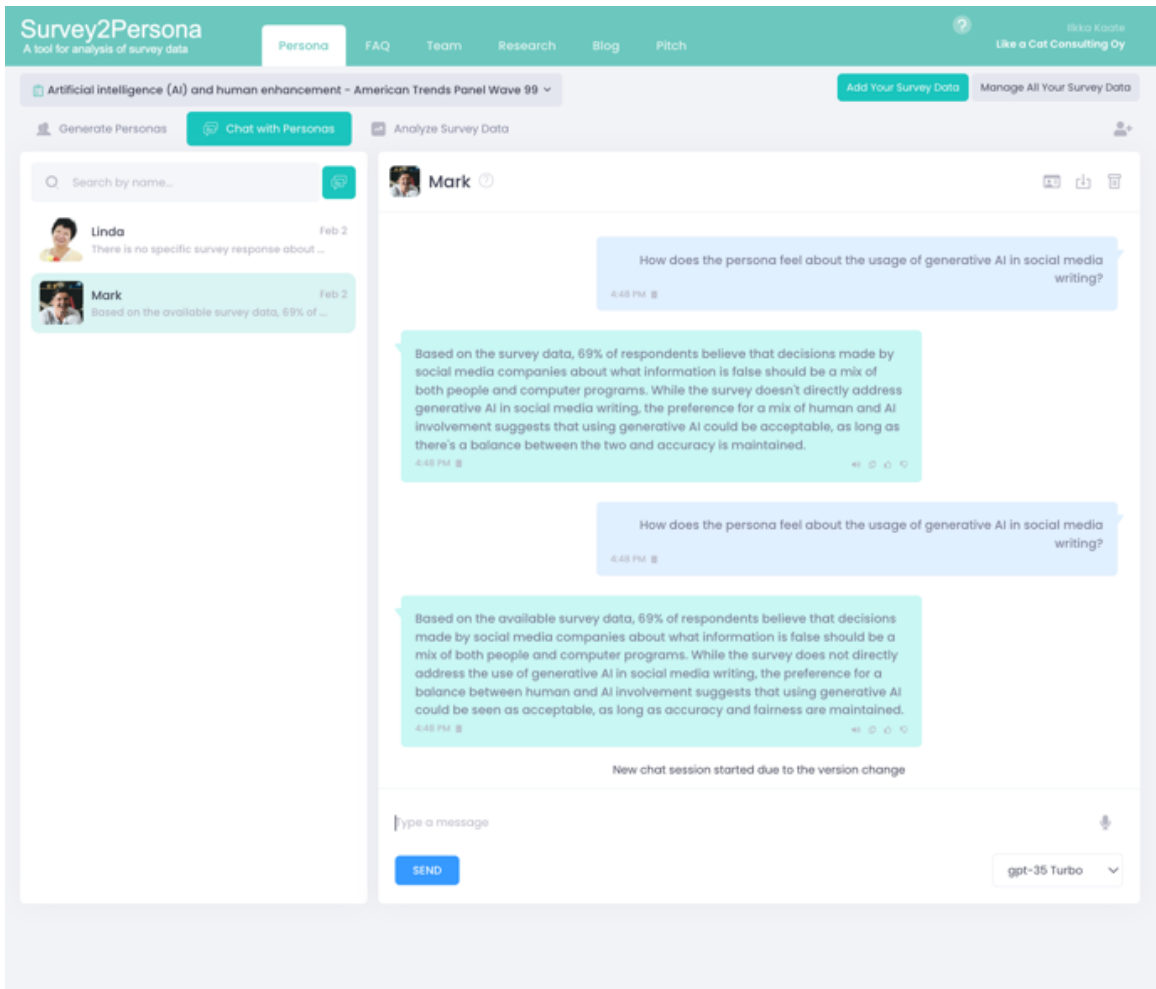 Survey2Persona
A tool for analysis of survey data
Persona
FAQ
Team
Research
Blog
Pitch
?
Ilkka Kaate
Like a Cat Consulting Oy
Artificial intelligence (AI) and human enhancement - American Trends Panel Wave 99
Add Your Survey Data
Manage All Your Survey Data
Generate Personas
Chat with Personas
Analyze Survey Data
Search by name...
Linda
Feb 2
There is no specific survey response about ...
Mark
Feb 2
Based on the available survey data, 69% of ...
Mark ?
How does the persona feel about the usage of generative AI in social media
writing?
4:48 PM
Based on the survey data, 69% of respondents believe that decisions made by
social media companies about what information is false should be a mix of
both people and computer programs. While the survey doesn't directly address
generative AI in social media writing, the preference for a mix of human and AI
involvement suggests that using generative AI could be acceptable, as long as
there's a balance between the two and accuracy is maintained.
4:48 PM
How does the persona feel about the usage of generative AI in social media
writing?
4:48 PM
Based on the available survey data, 69% of respondents believe that decisions
made by social media companies about what information is false should be a
mix of both people and computer programs. While the survey does not directly
address the use of generative AI in social media writing, the preference for a
balance between human and AI involvement suggests that using generative AI
could be seen as acceptable, as long as accuracy and fairness are maintained.
4:48 PM
New chat session started due to the version change
Type a message
SEND
gpt-35 Turbo